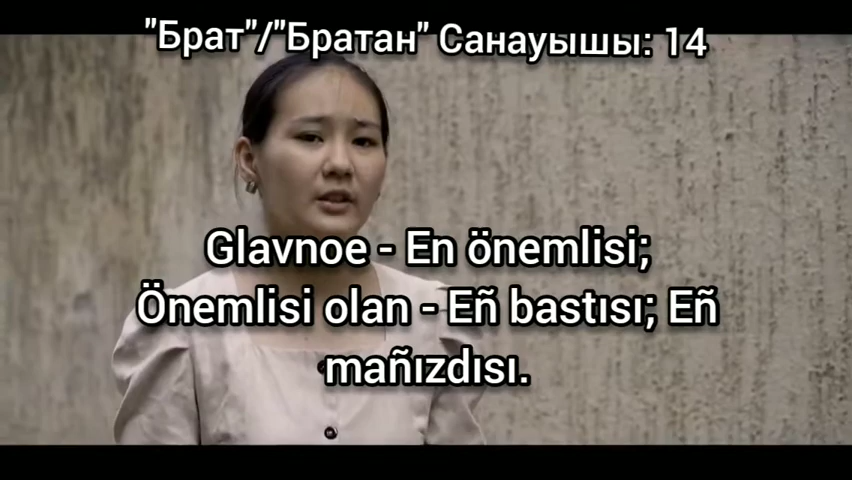 "Брат"/"Братан" Санауышы: 14
Glavnoe - En önemlisi;
Önemlisi olan - Eñ bastısı; Eñ
mañızdısı.